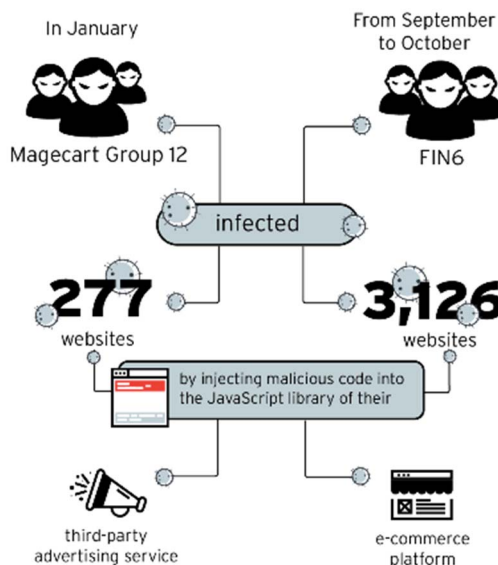 In January
From September
to October
Magecart Group 12
FIN6
infected
277
websites
3,126
websites
by injecting malicious code into
the JavaScript library of their
third-party
advertising service
e-commerce
platform